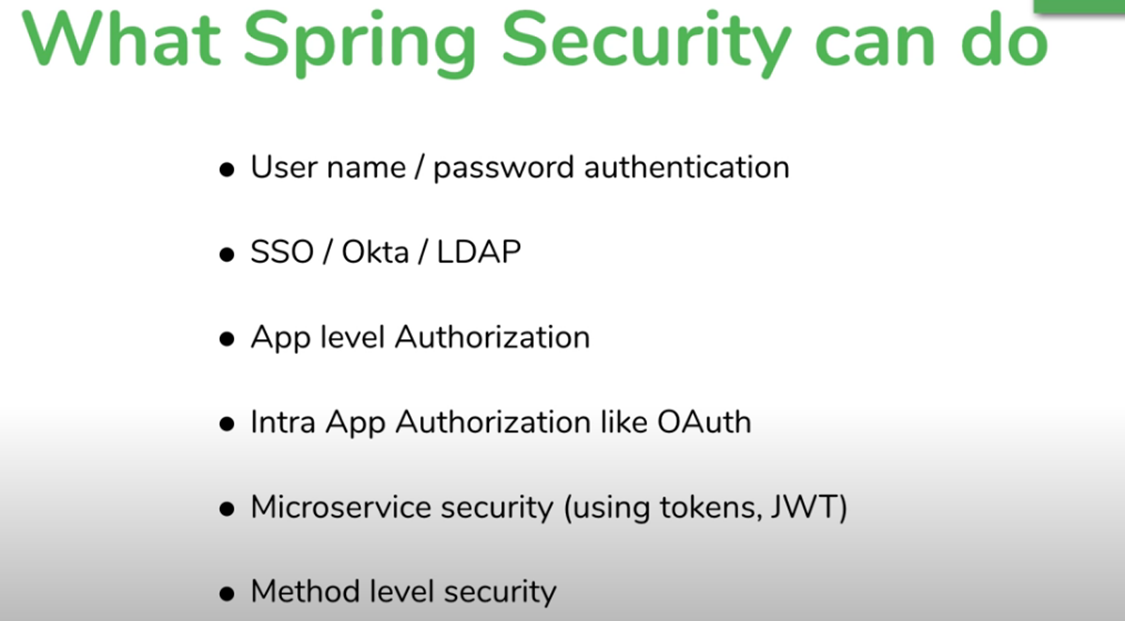 What Spring Security can do
● User name / password authentication
● SSO / Okta / LDAP
● App level Authorization
● Intra App Authorization like OAuth
● Microservice security (using tokens, JWT)
● Method level security